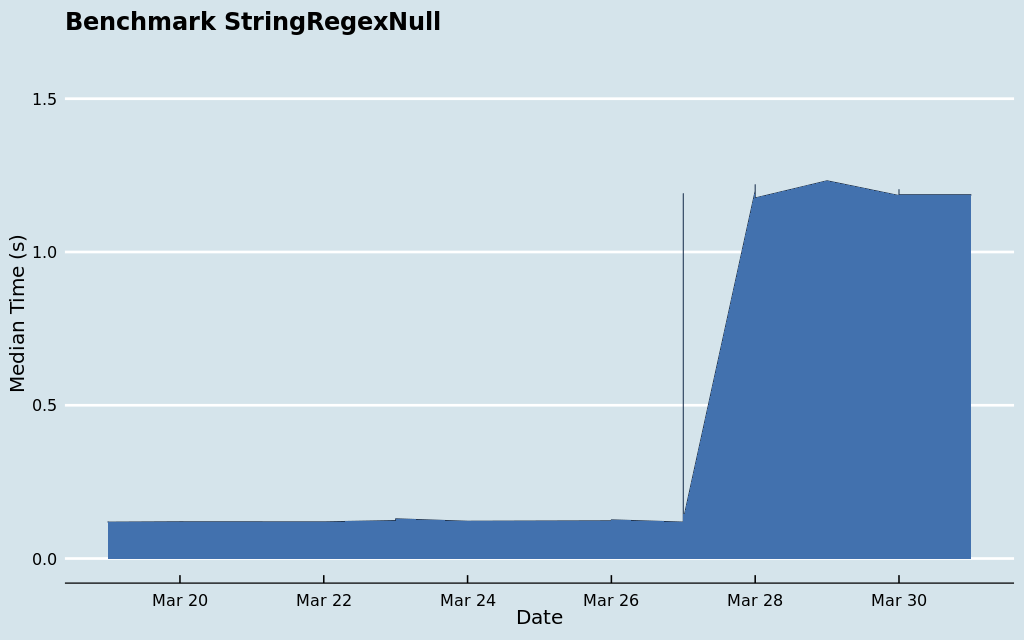 Benchmark StringRegexNull
1.5
1.0
0.5
0.0
Median Time (s)
Mar 20 Mar 22 Mar 24 Mar 26 Mar 28 Mar 30
Date